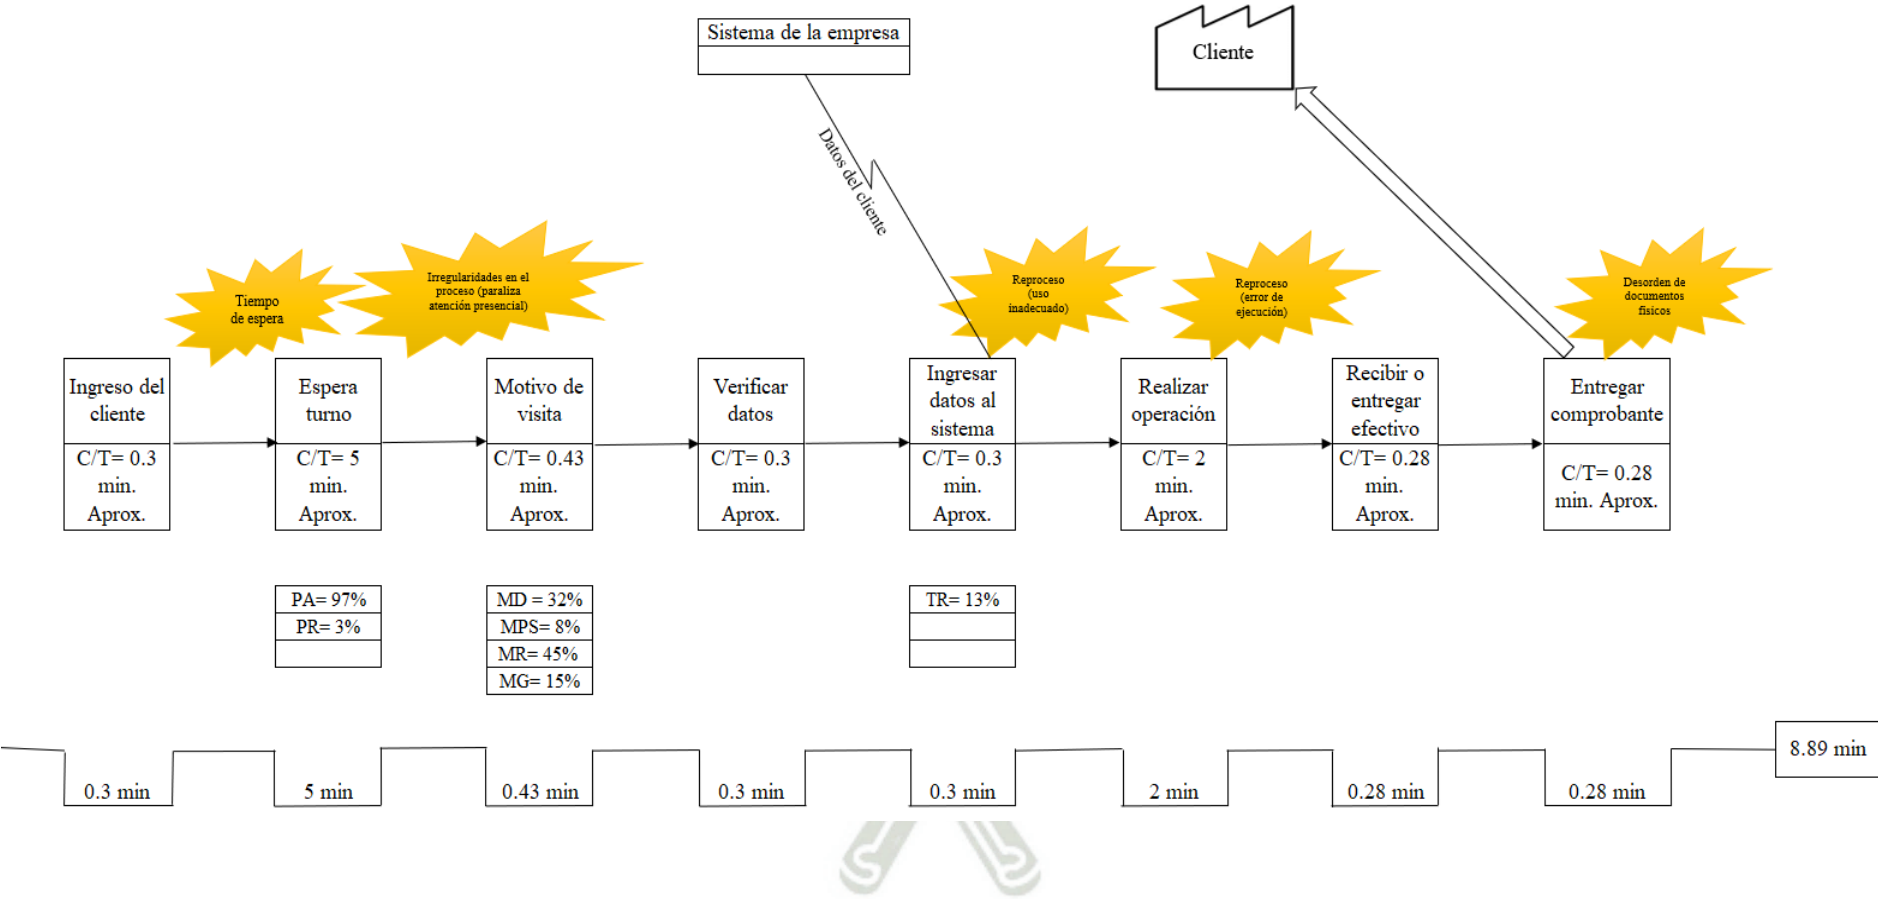 Sistema de la empresa
Cliente
Datos del cliente
Tiempo
de espera
Irregularidades en el
proceso (paraliza
atención presencial)
Reproceso
(uso
inadecuado)
Reproceso
(error de
ejecución)
Desorden de
documentos
físicos
Ingreso del
cliente
C/T= 0.3
min.
Aprox.
Espera
turno
C/T= 5
min.
Aprox.
Motivo de
visita
C/T= 0.43
min.
Aprox.
Verificar
datos
C/T= 0.3
min.
Aprox.
Ingresar
datos al
sistema
C/T= 0.3
min.
Aprox.
Realizar
operación
C/T= 2
min.
Aprox.
Recibir o
entregar
efectivo
C/T= 0.28
min.
Aprox.
Entregar
comprobante
C/T= 0.28
min. Aprox.
PA= 97%
PR= 3%
MD = 32%
MPS= 8%
MR= 45%
MG= 15%
TR= 13%
0.3 min
5 min
0.43 min
0.3 min
0.3 min
2 min
0.28 min
0.28 min
8.89 min